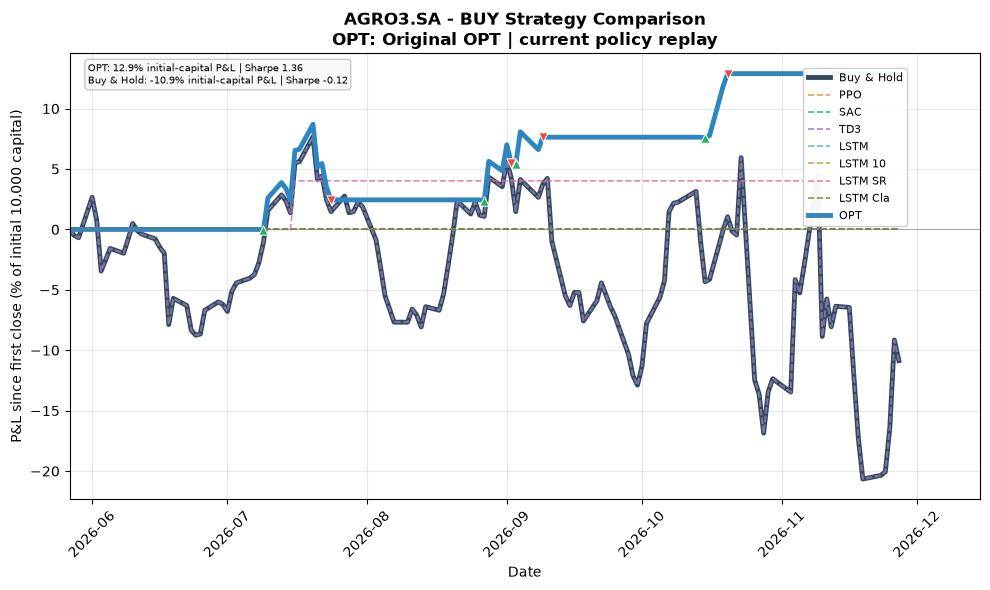 AGRO3.SA - BUY Strategy Comparison
OPT: Original OPT | current policy replay
OPT: 12.9% initial-capital P&L | Sharpe 1.36
Buy & Hold: -10.9% initial-capital P&L | Sharpe -0.12
Buy & Hold
PPO
SAC
TD3
LSTM
LSTM 10
LSTM SR
LSTM Cla
OPT
P&L since first close (% of initial 10,000 capital)
10
5
0
−5
−10
−15
−20
2026-06
2026-07
2026-08
2026-09
2026-10
2026-11
2026-12
Date